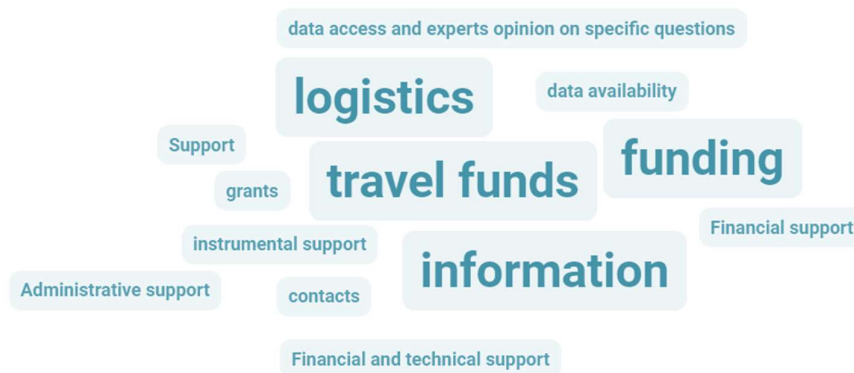 data access and experts opinion on specific questions
logistics
data availability
Support
funding
travel funds
grants
Financial support
instrumental support
information
Administrative support
contacts
Financial and technical support